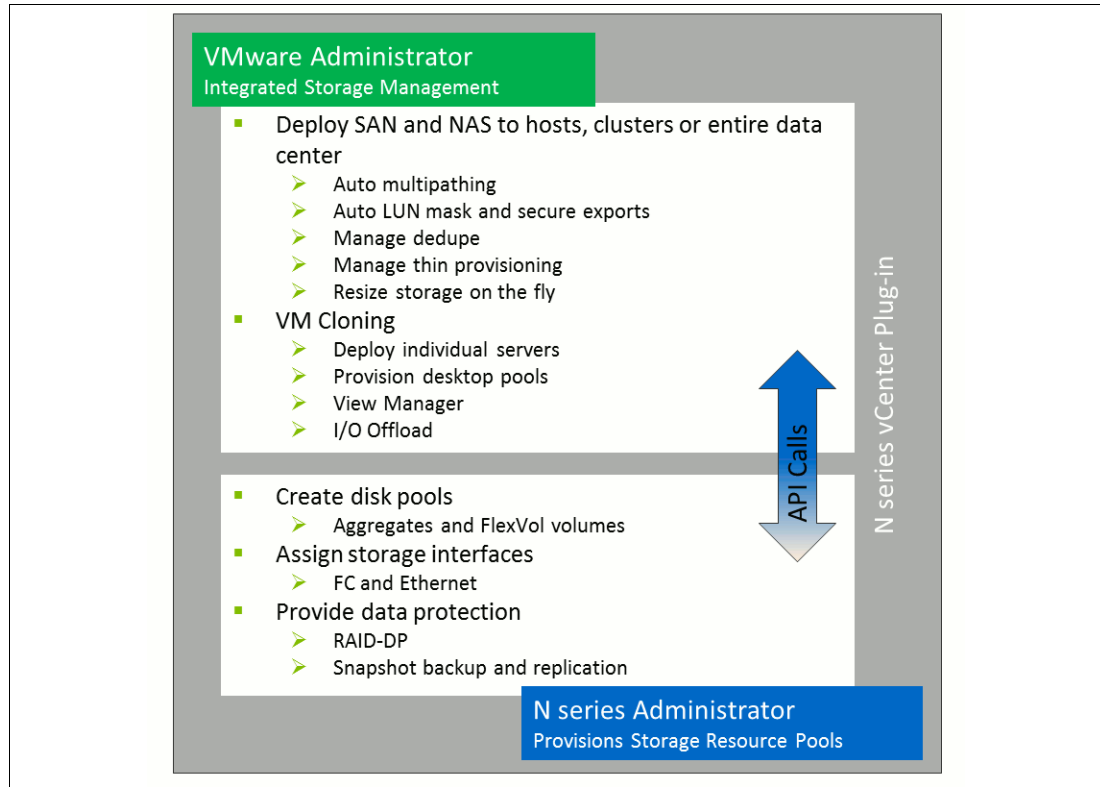 VMware Administrator
Integrated Storage Management
Deploy SAN and NAS to hosts, clusters or entire data
center
Auto multipathing
Auto LUN mask and secure exports
Manage dedupe
Manage thin provisioning
Resize storage on the fly
VM Cloning
Deploy individual servers
Provision desktop pools
View Manager
I/O Offload
API Calls
N series vCenter Plug-in
Create disk pools
Aggregates and FlexVol volumes
Assign storage interfaces
FC and Ethernet
Provide data protection
RAID-DP
Snapshot backup and replication
N series Administrator
Provisions Storage Resource Pools